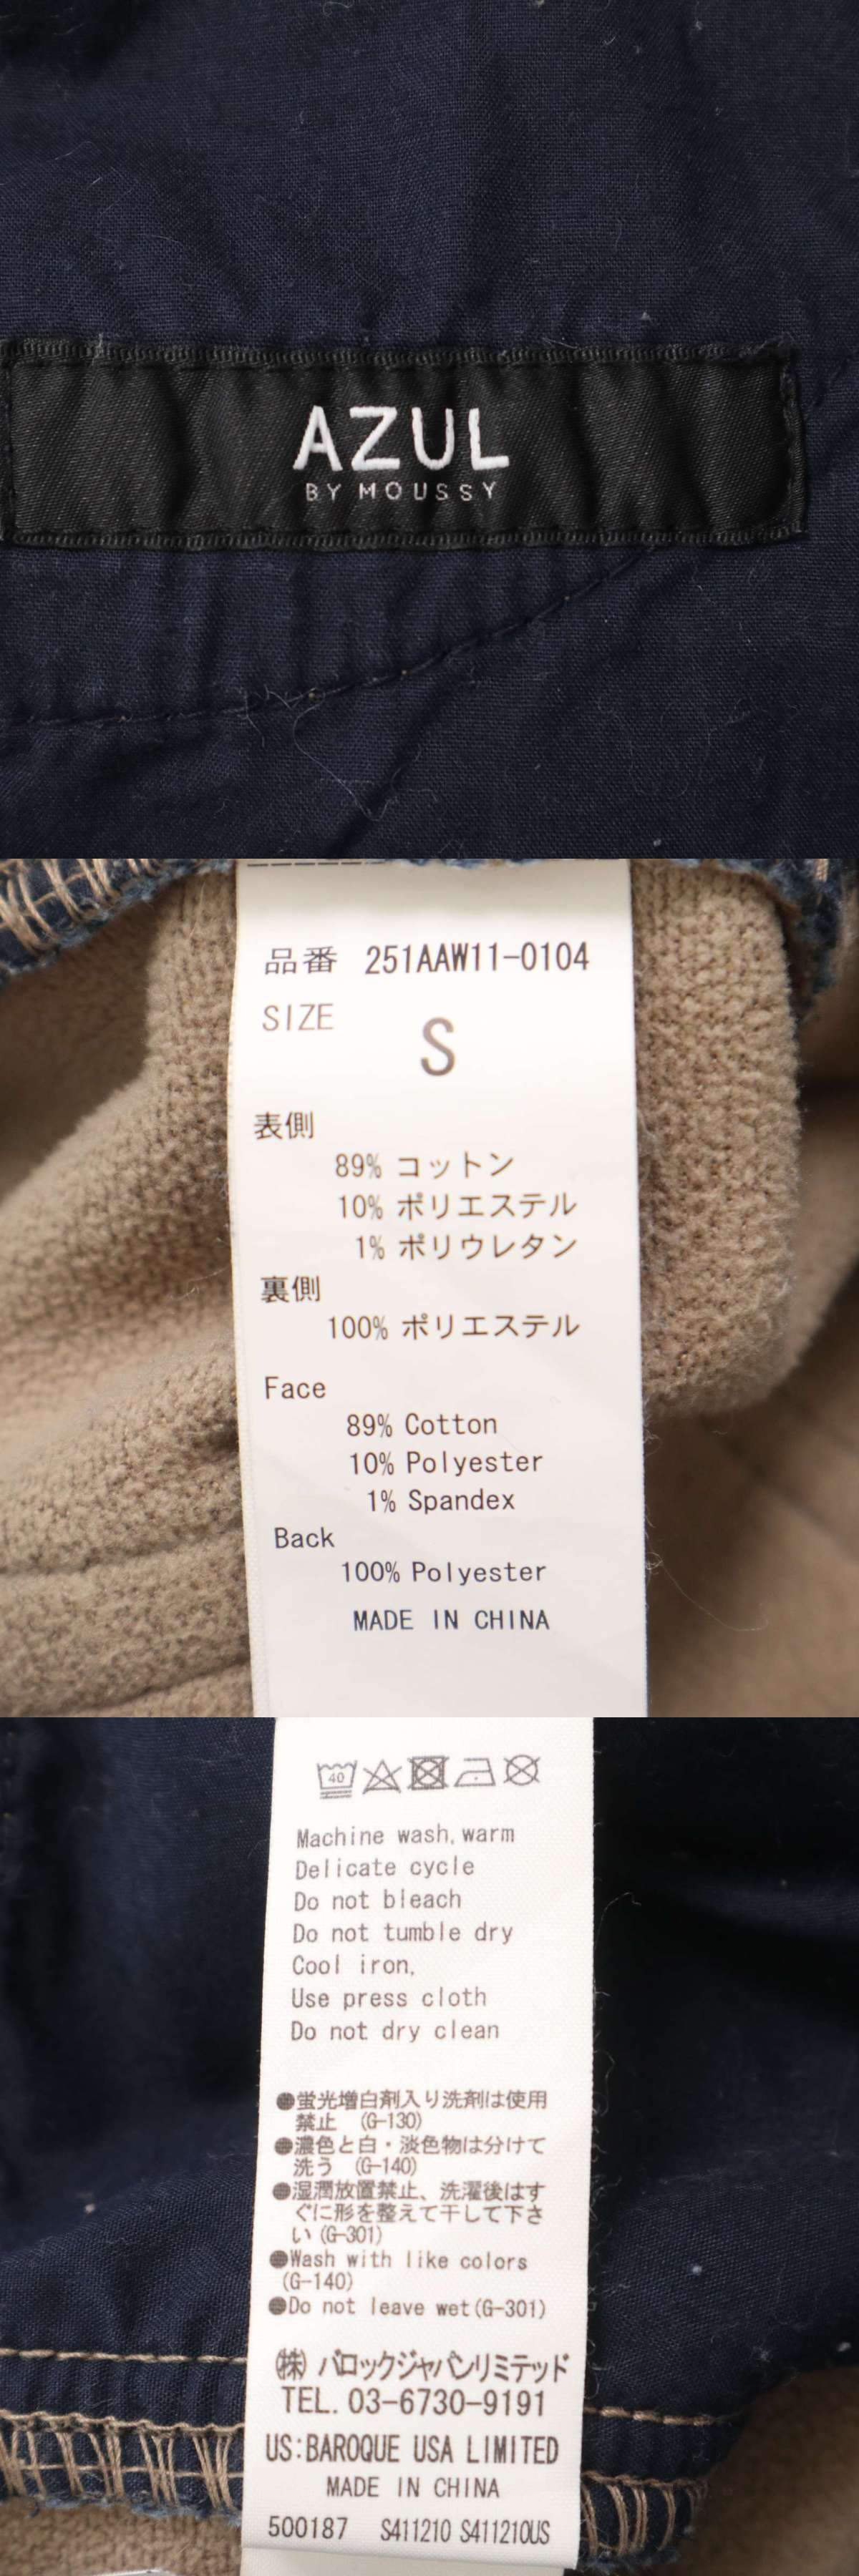 AZUL
BY MOUSSY
品番 251AAW11-0104
SIZE
S
表側
89% コットン
10% ポリエステル
1% ポリウレタン
裏側
100% ポリエステル
Face
89% Cotton
10% Polyester
1% Spandex
Back
100% Polyester
MADE IN CHINA
40
Machine wash, warm
Delicate cycle
Do not bleach
Do not tumble dry
Cool iron,
Use press cloth
Do not dry clean
●蛍光増白剤入り洗剤は使用
禁止 (G-130)
●濃色と白・淡色物は分けて
洗う (G-140)
●湿潤放置禁止、洗濯後はす
ぐに形を整えて干して下さ
い(G-301)
●Wash with like colors
(G-140)
●Do not leave wet(G-301)
㈱ バロックジャパンリミテッド
TEL. 03-6730-9191
US:BAROQUE USA LIMITED
MADE IN CHINA
500187 S411210 S411210US